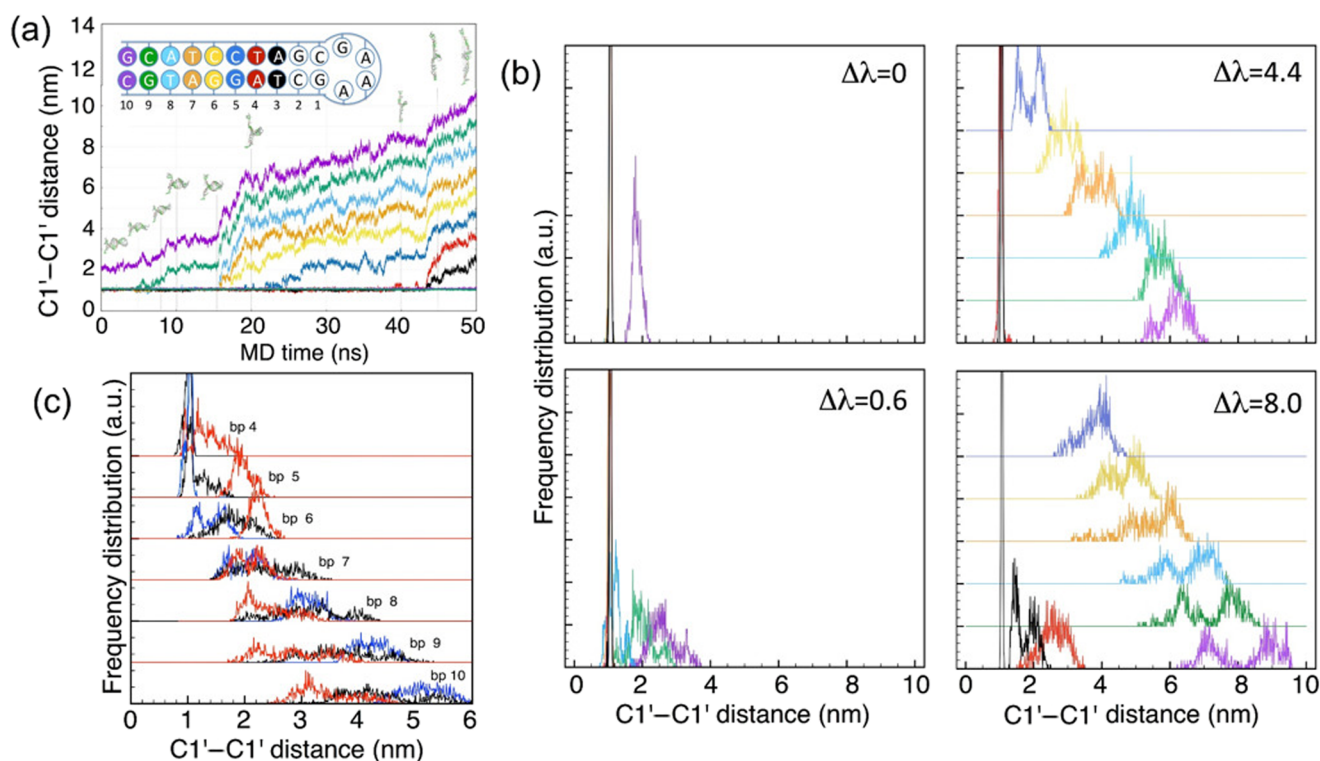 (a)
C1'–C1' distance (nm)
14
12
10
8
6
4
2
0
G C A T C C T A G C G A
C G T A G G A T C G A A
10 9 8 7 6 5 4 3 2 1
0 10 20 30 40 50
MD time (ns)
(b)
Frequency distribution (a.u.)
Δλ=0
Δλ=4.4
Δλ=0.6
Δλ=8.0
0 2 4 6 8 10
C1'–C1' distance (nm)
0 2 4 6 8 10
C1'–C1' distance (nm)
(c)
Frequency distribution (a.u.)
bp 4
bp 5
bp 6
bp 7
bp 8
bp 9
bp 10
0 1 2 3 4 5 6
C1'–C1' distance (nm)